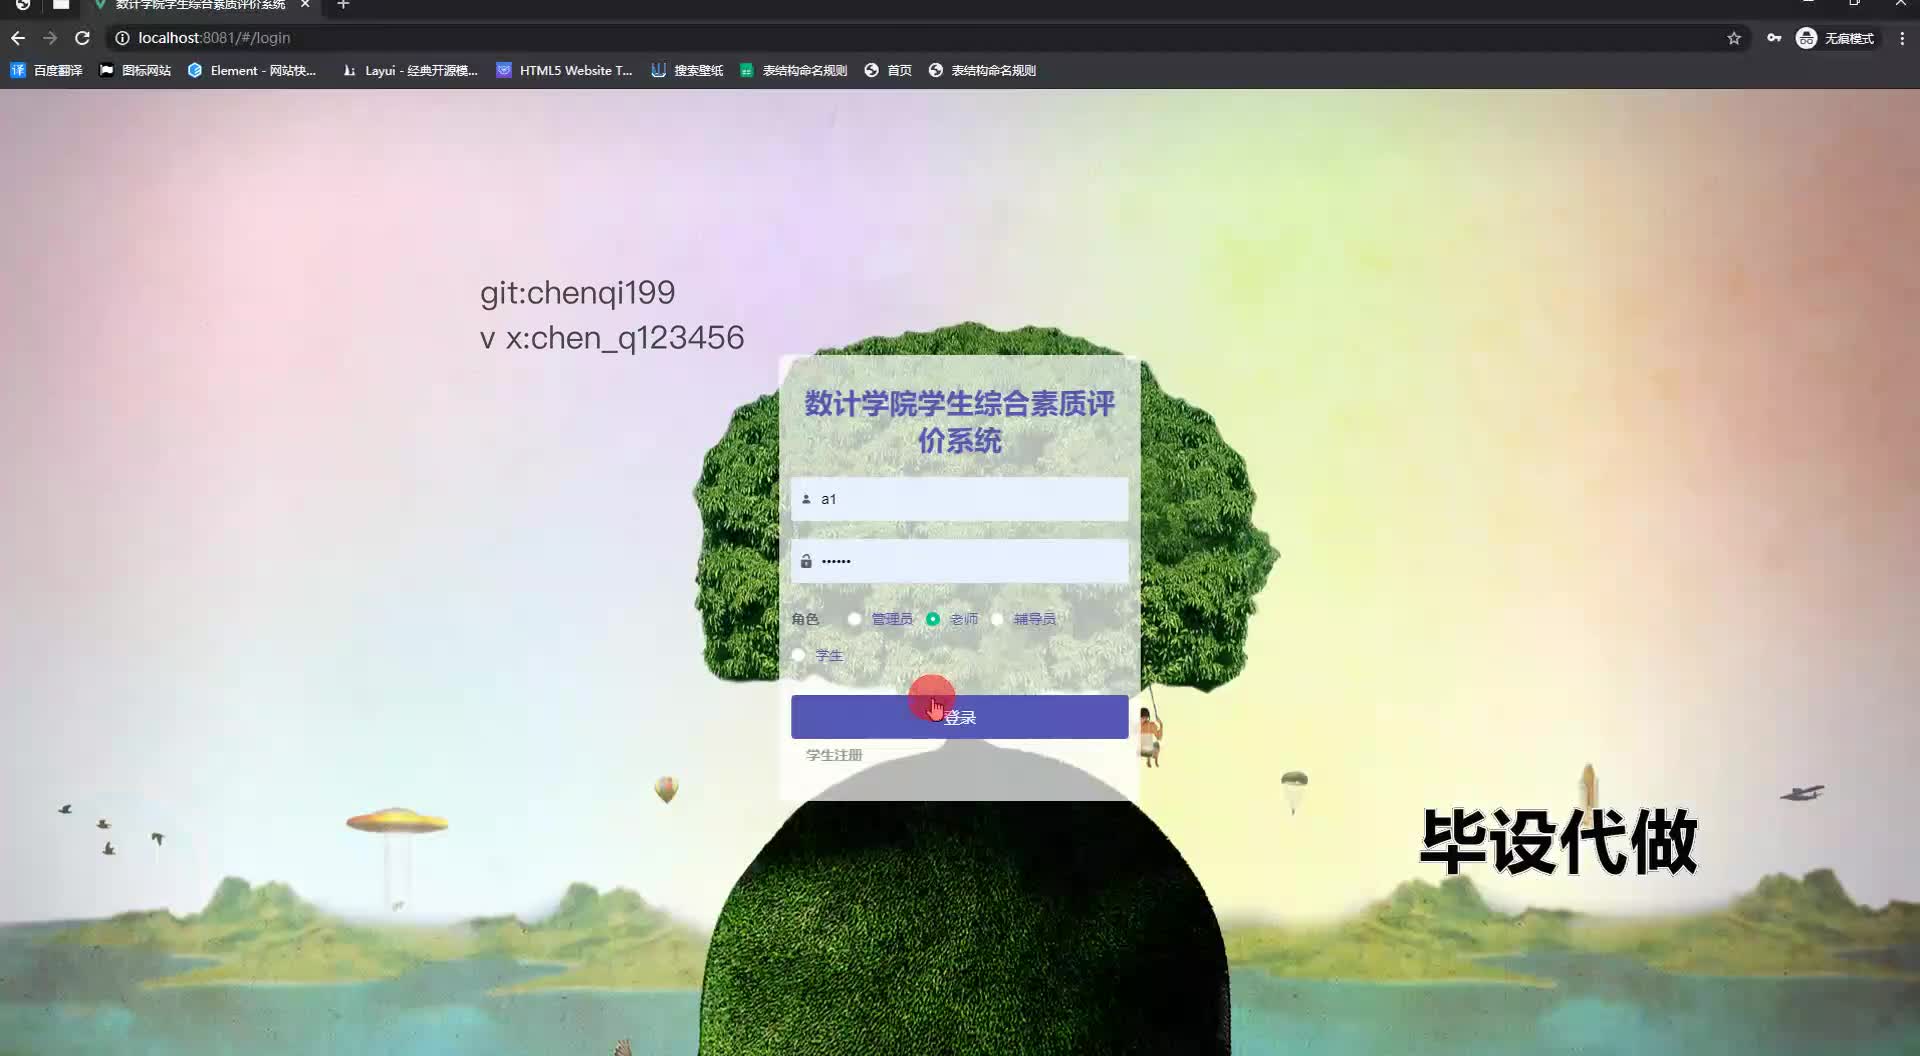 数计学院学生综合素质评价系统
localhost:8081/#/login
无痕模式
百度翻译
图标网站
Element - 网站快...
Layui - 经典开源模...
HTML5 Website T...
搜索壁纸
表结构命名规则
首页
表结构命名规则
git:chenqi199
v x:chen_q123456
数计学院学生综合素质评
价系统
a1
••••••
角色 管理员 老师 辅导员
学生
登录
学生注册
毕设代做